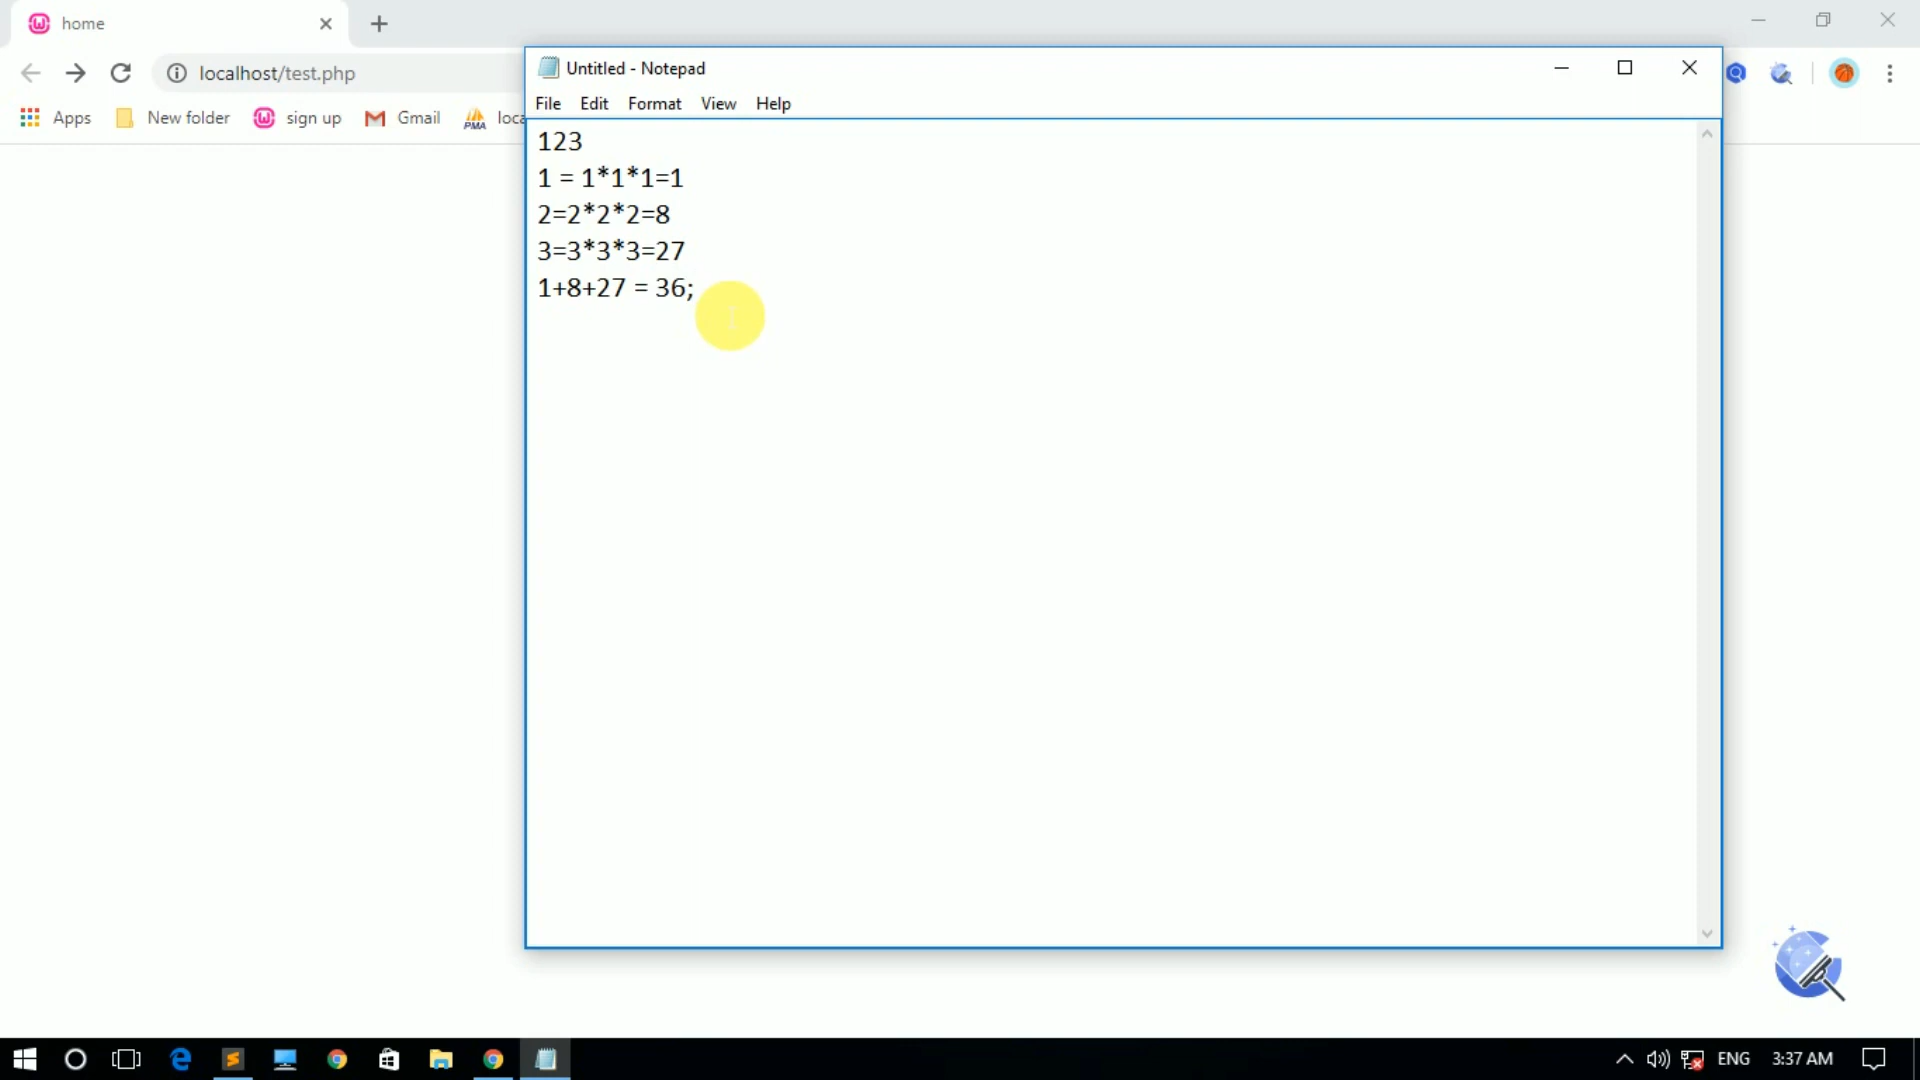 home
localhost/test.php
Apps
New folder
sign up
Gmail
PMA
loca
Untitled - Notepad
File Edit Format View Help
123
1 = 1*1*1=1
2=2*2*2=8
3=3*3*3=27
1+8+27 = 36;
ENG
3:37 AM